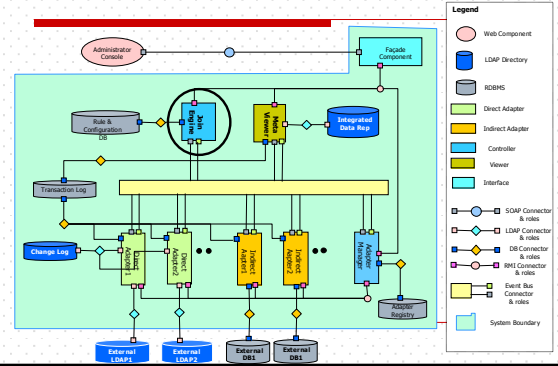 Legend
Web Component
LDAP Directory
RDBMS
Direct Adapter
Indirect Adapter
Controller
Viewer
Interface
SOAP Connector
& roles
LDAP Connector
& roles
DB Connector
& roles
RMI Connector
& roles
Event Bus
Connector
& roles
System Boundary
Administrator
Console
Façade
Component
Rule &
Configuration
DB
Join
Engine
Meta
Viewer
Integrated
Data Rep
Transaction Log
Change Log
Direct
Adapter1
Direct
Adapter2
Indirect
Aapter1
Indirect
Aapter2
Adapter
Manager
Adapter
Registry
External
LDAP1
External
LDAP2
External
DB1
External
DB1